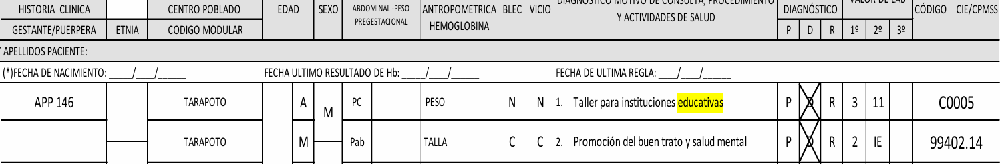 HISTORIA CLINICA CENTRO POBLADO EDAD SEXO ABDOMINAL -PESO PREGESTACIONAL ANTROPOMETRICA HEMOGLOBINA BLEC VICIO DIAGNÓSTICO MOTIVO DE CONSULTA, PROCEDIMIENTO Y ACTIVIDADES DE SALUD DIAGNÓSTICO VALOR DE LAB CÓDIGO CIE/CPMSS
GESTANTE/PUERPERA ETNIA CODIGO MODULAR P D R 1º 2º 3º
APELLIDOS PACIENTE:
(*)FECHA DE NACIMIENTO: _____/____/______ FECHA ULTIMO RESULTADO DE Hb: _____/____/______ FECHA DE ULTIMA REGLA: ____/____/______
APP 146 TARAPOTO A M PC PESO N N 1. Taller para instituciones educativas P D R 3 11 C0005
TARAPOTO M Pab TALLA C C 2. Promoción del buen trato y salud mental P D R 2 IE 99402.14